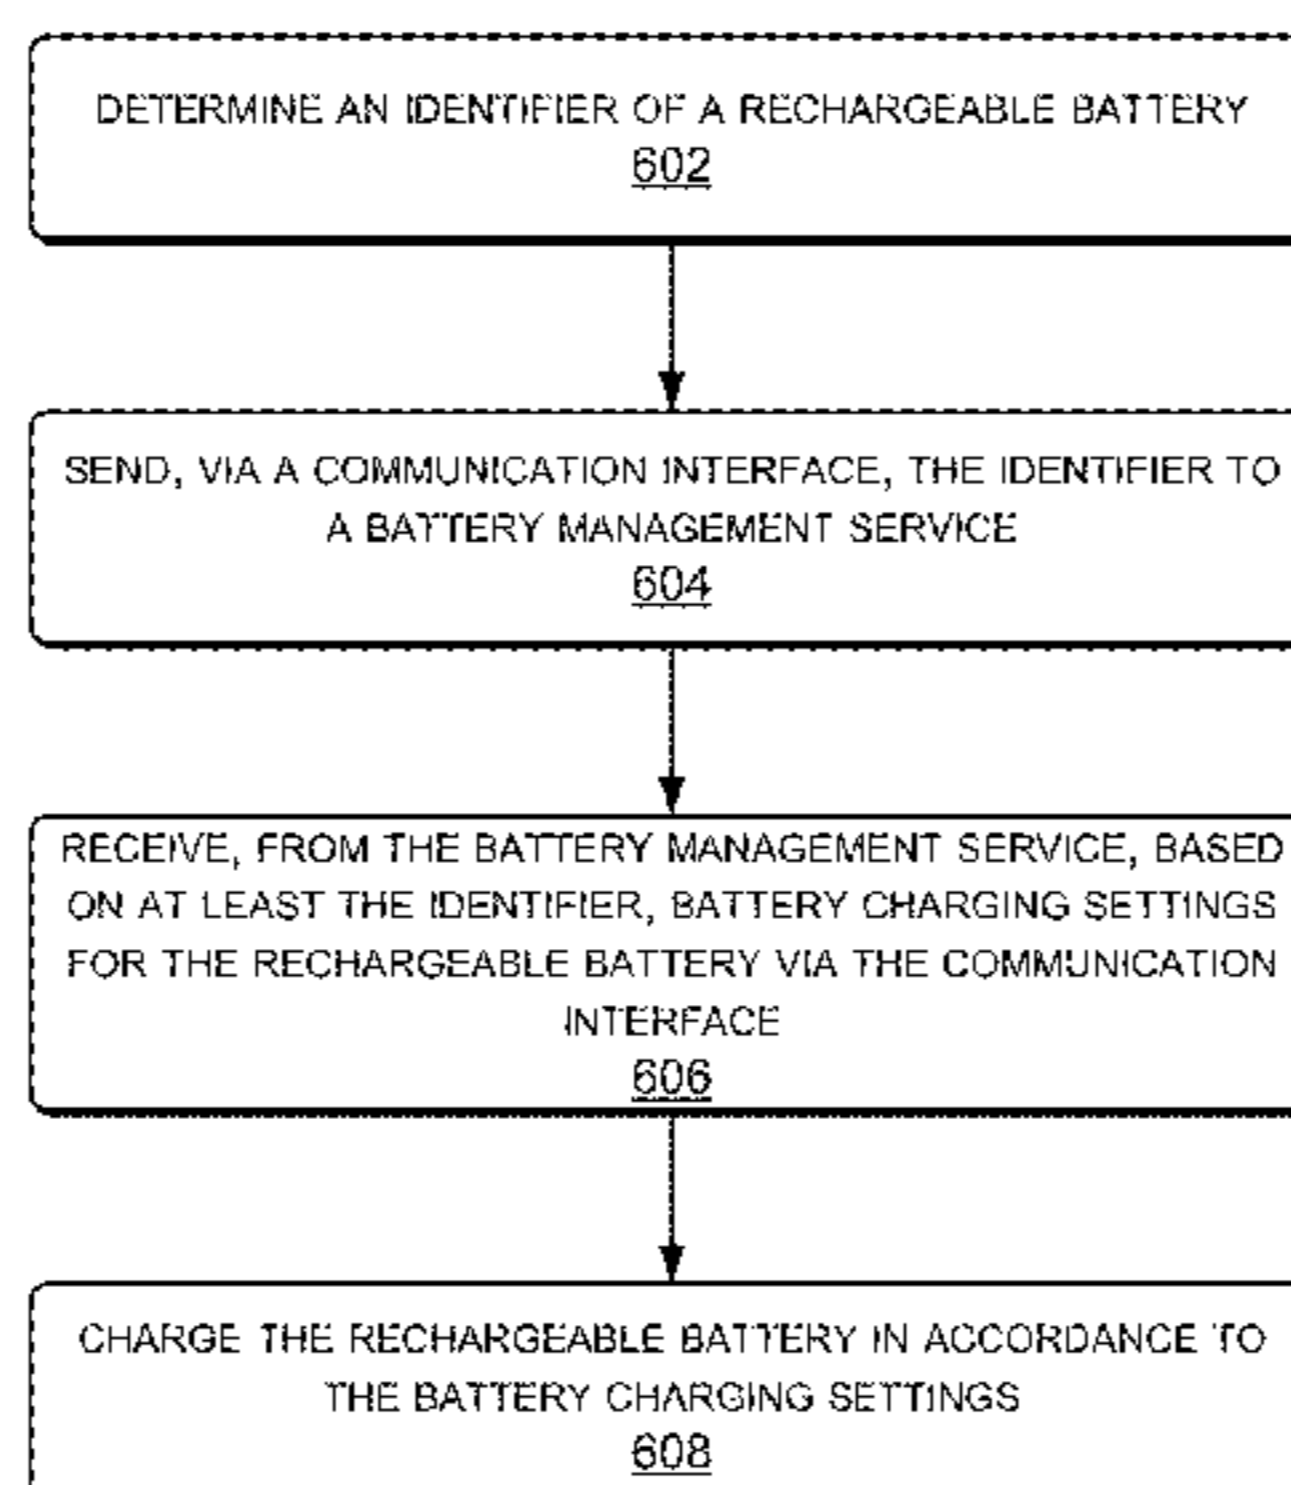 DETERMINE AN IDENTIFIER OF A RECHARGEABLE BATTERY
602
SEND, VIA A COMMUNICATION INTERFACE, THE IDENTIFIER TO
A BATTERY MANAGEMENT SERVICE
604
RECEIVE, FROM THE BATTERY MANAGEMENT SERVICE, BASED
ON AT LEAST THE IDENTIFIER, BATTERY CHARGING SETTINGS
FOR THE RECHARGEABLE BATTERY VIA THE COMMUNICATION
INTERFACE
606
CHARGE THE RECHARGEABLE BATTERY IN ACCORDANCE TO
THE BATTERY CHARGING SETTINGS
608